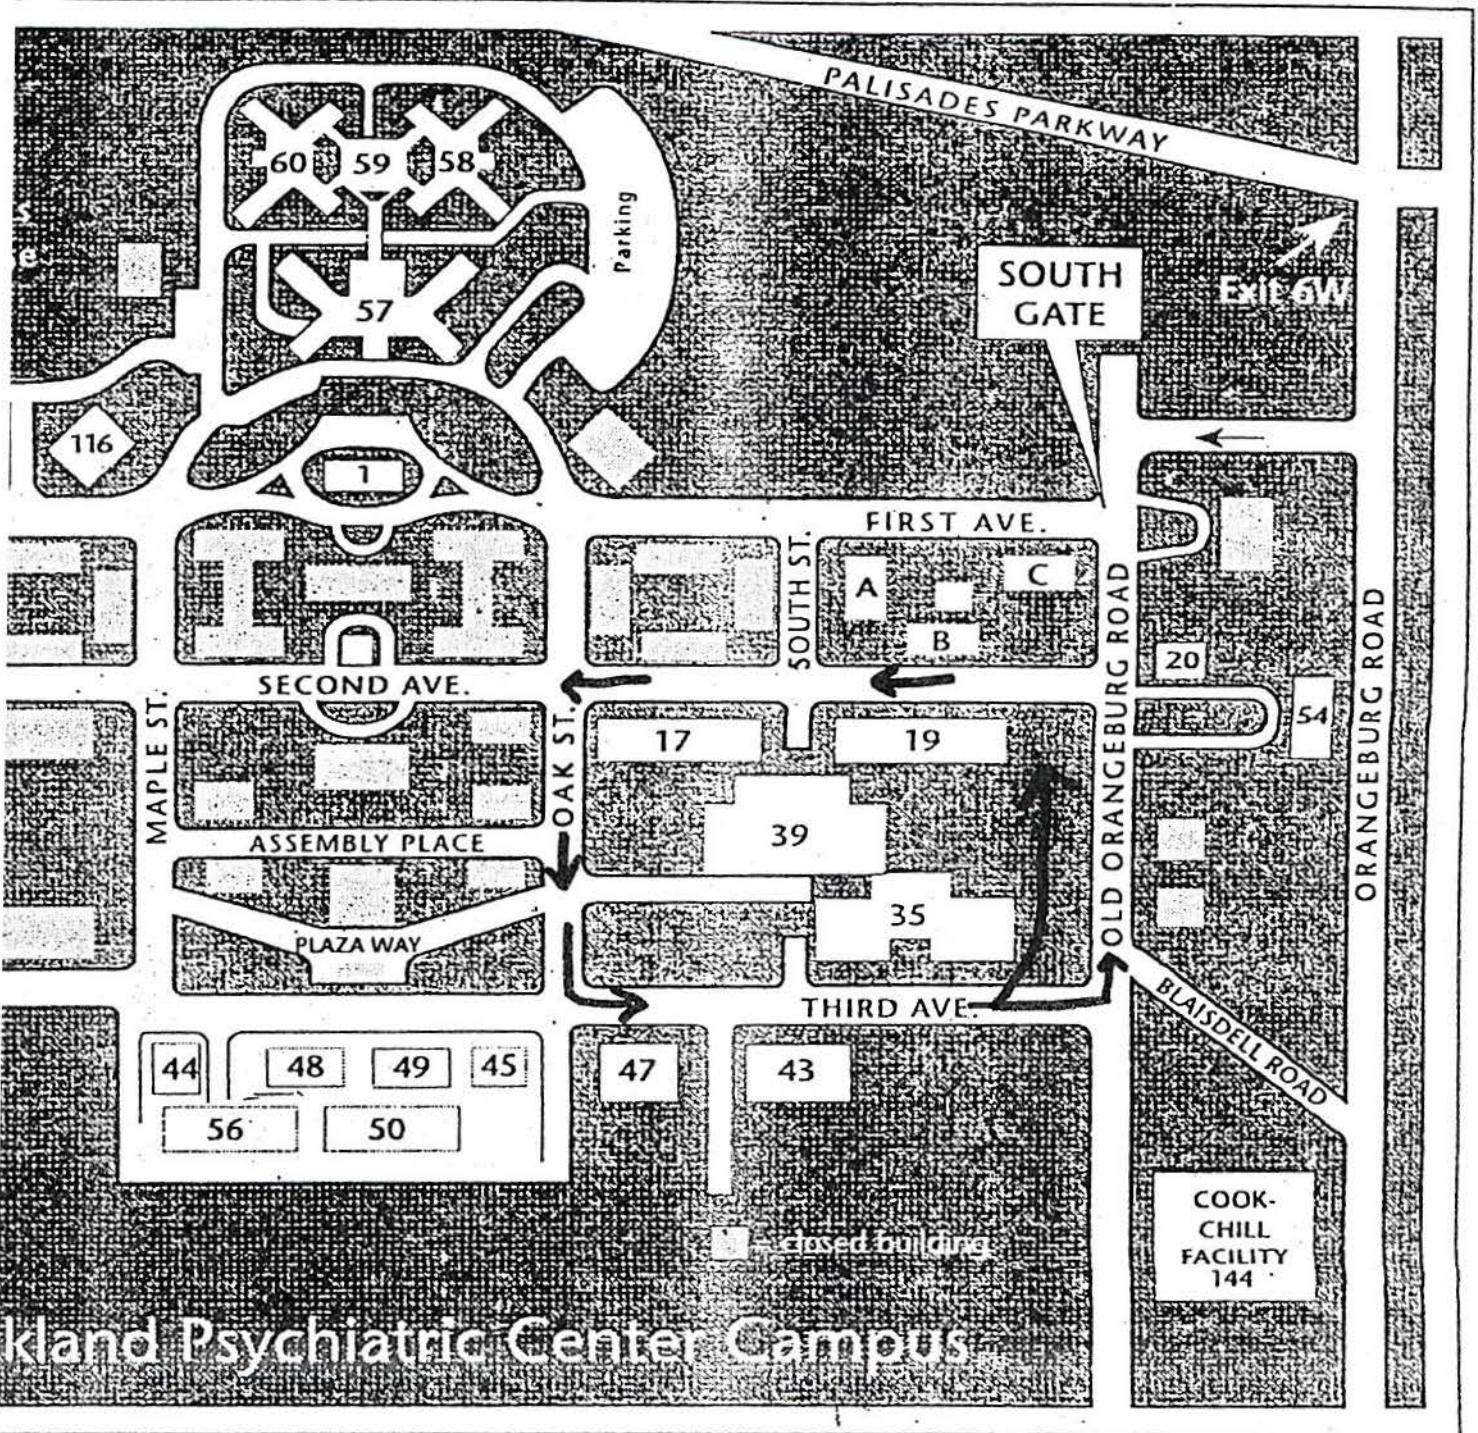 PALISADES PARKWAY
60
59
58
Parking
57
SOUTH
GATE
Exit 6W
116
1
FIRST AVE.
SOUTH ST.
A
B
C
OLD ORANGEBURG ROAD
ORANGEBURG ROAD
20
54
SECOND AVE.
MAPLE ST.
OAK ST.
17
19
39
ASSEMBLY PLACE
35
PLAZA WAY
THIRD AVE.
BLAISDELL ROAD
44
48
49
45
47
43
56
50
COOK-
CHILL
FACILITY
144
closed building
kland Psychiatric Center Campus